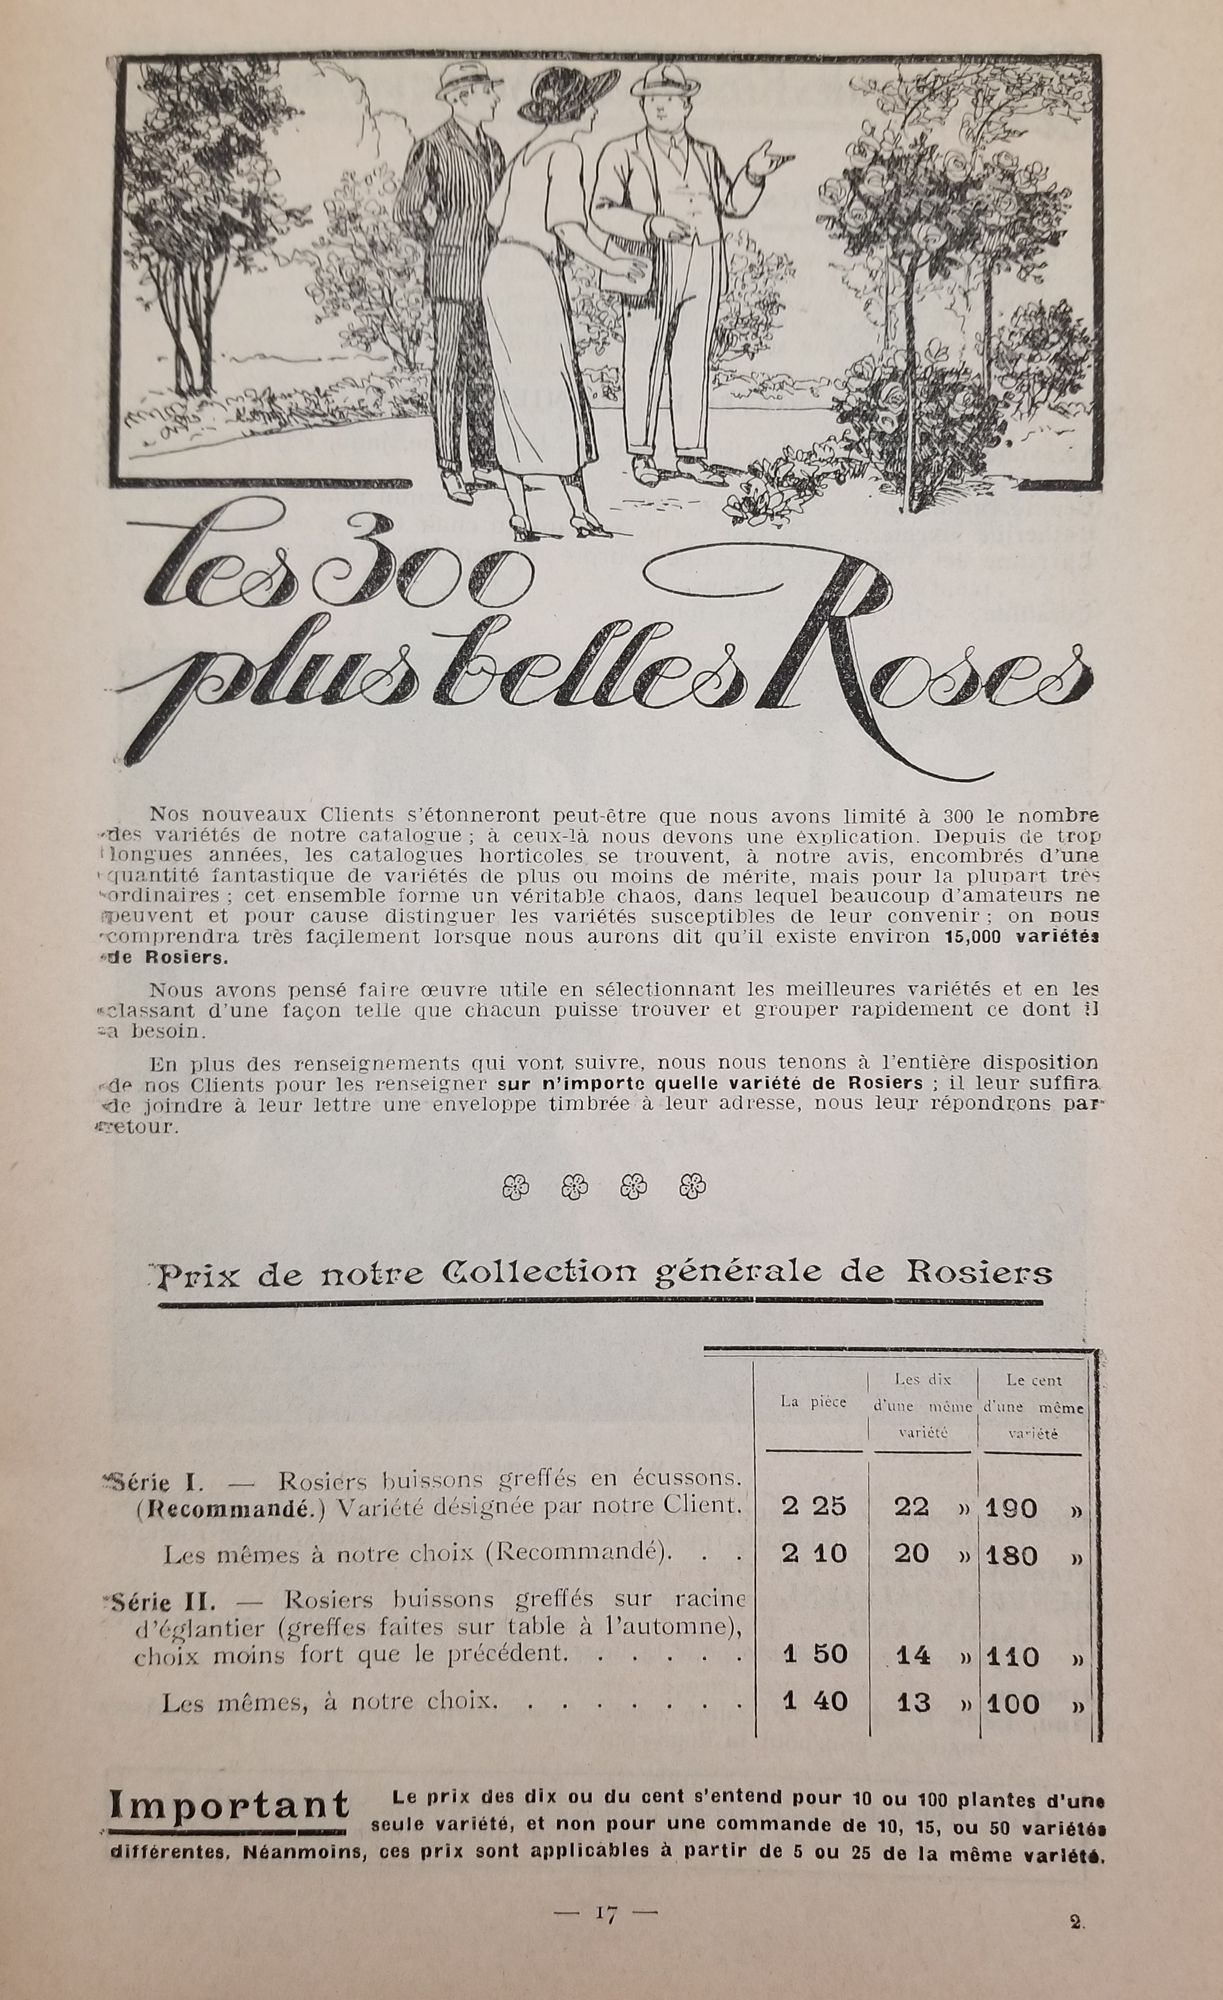 les 300
plus belles Roses
Nos nouveaux Clients s'étonneront peut-être que nous avons limité à 300 le nombre
des variétés de notre catalogue ; à ceux-là nous devons une explication. Depuis de trop
longues années, les catalogues horticoles se trouvent, à notre avis, encombrés d'une
quantité fantastique de variétés de plus ou moins de mérite, mais pour la plupart très
ordinaires ; cet ensemble forme un véritable chaos, dans lequel beaucoup d'amateurs ne
peuvent et pour cause distinguer les variétés susceptibles de leur convenir ; on nous
comprendra très façilement lorsque nous aurons dit qu'il existe environ 15,000 variétés
de Rosiers.
Nous avons pensé faire œuvre utile en sélectionnant les meilleures variétés et en les
classant d'une façon telle que chacun puisse trouver et grouper rapidement ce dont il
a besoin.
En plus des renseignements qui vont suivre, nous nous tenons à l'entière disposition
de nos Clients pour les renseigner sur n'importe quelle variété de Rosiers ; il leur suffira
de joindre à leur lettre une enveloppe timbrée à leur adresse, nous leur répondrons par
retour.
Prix de notre Collection générale de Rosiers
La pièce
Les dix
d'une même
variété
Le cent
d'une même
variété
Série I. — Rosiers buissons greffés en écussons.
(Recommandé.) Variété désignée par notre Client. 2 25 22 » 190 »
Les mêmes à notre choix (Recommandé). . . 2 10 20 » 180 »
Série II. — Rosiers buissons greffés sur racine
d'églantier (greffes faites sur table à l'automne),
choix moins fort que le précédent. . . . . . 1 50 14 » 110 »
Les mêmes, à notre choix. . . . . . . . 1 40 13 » 100 »
Important Le prix des dix ou du cent s'entend pour 10 ou 100 plantes d'une
seule variété, et non pour une commande de 10, 15, ou 50 variétés
différentes. Néanmoins, ces prix sont applicables à partir de 5 ou 25 de la même variété.
— 17 —
2.